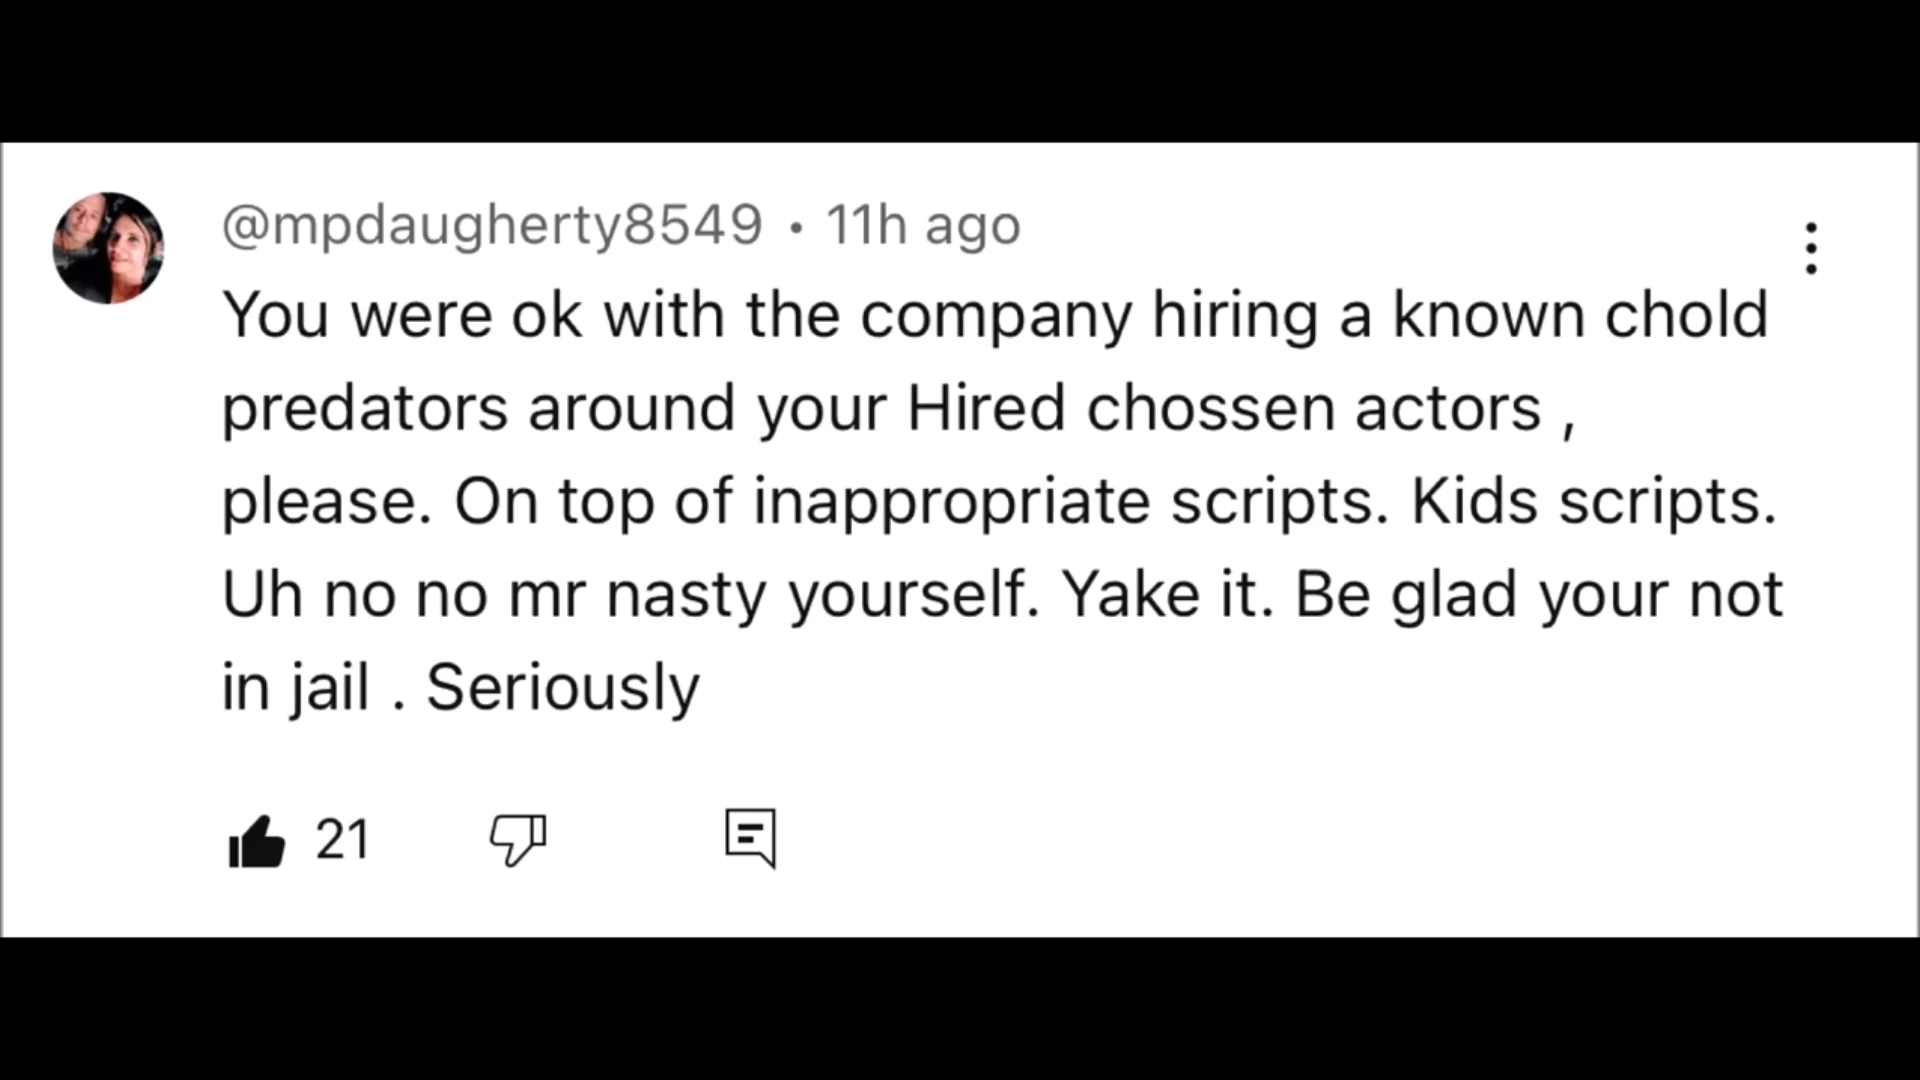 @mpdaugherty8549 • 11h ago
You were ok with the company hiring a known chold
predators around your Hired chossen actors ,
please. On top of inappropriate scripts. Kids scripts.
Uh no no mr nasty yourself. Yake it. Be glad your not
in jail . Seriously
21